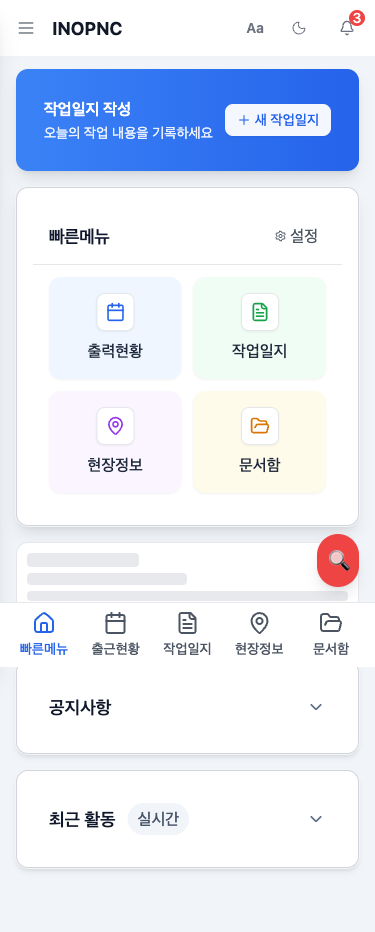 INOPNC
Aa
3
작업일지 작성
오늘의 작업 내용을 기록하세요
새 작업일지
빠른메뉴
설정
출력현황
작업일지
현장정보
문서함
빠른메뉴
출근현황
작업일지
현장정보
문서함
공지사항
최근 활동
실시간